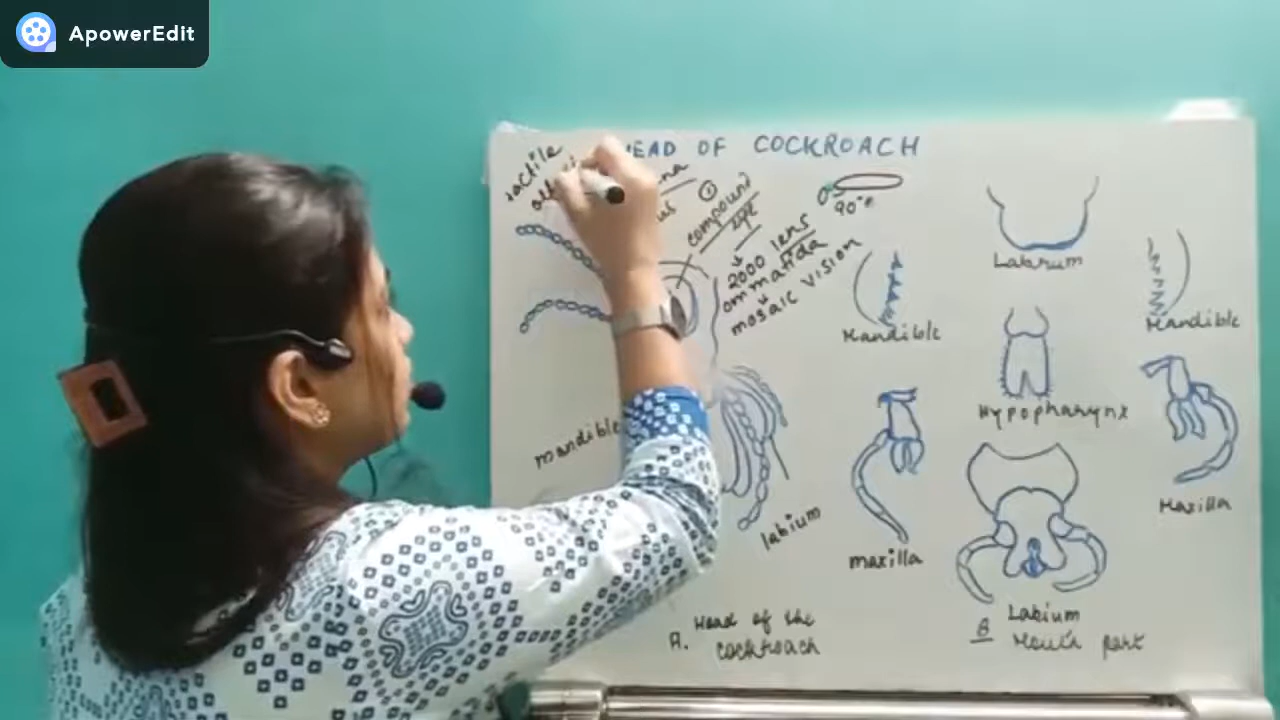 ApowerEdit
HEAD OF COCKROACH
tactile
compound
eye
2000 lens
ommatida
mosaic vision
90°
Labrum
Mandible
Mandible
Hypopharynx
mandible
labium
maxilla
Maxilla
Labium
A. Head of the
cockroach
B Mouth part